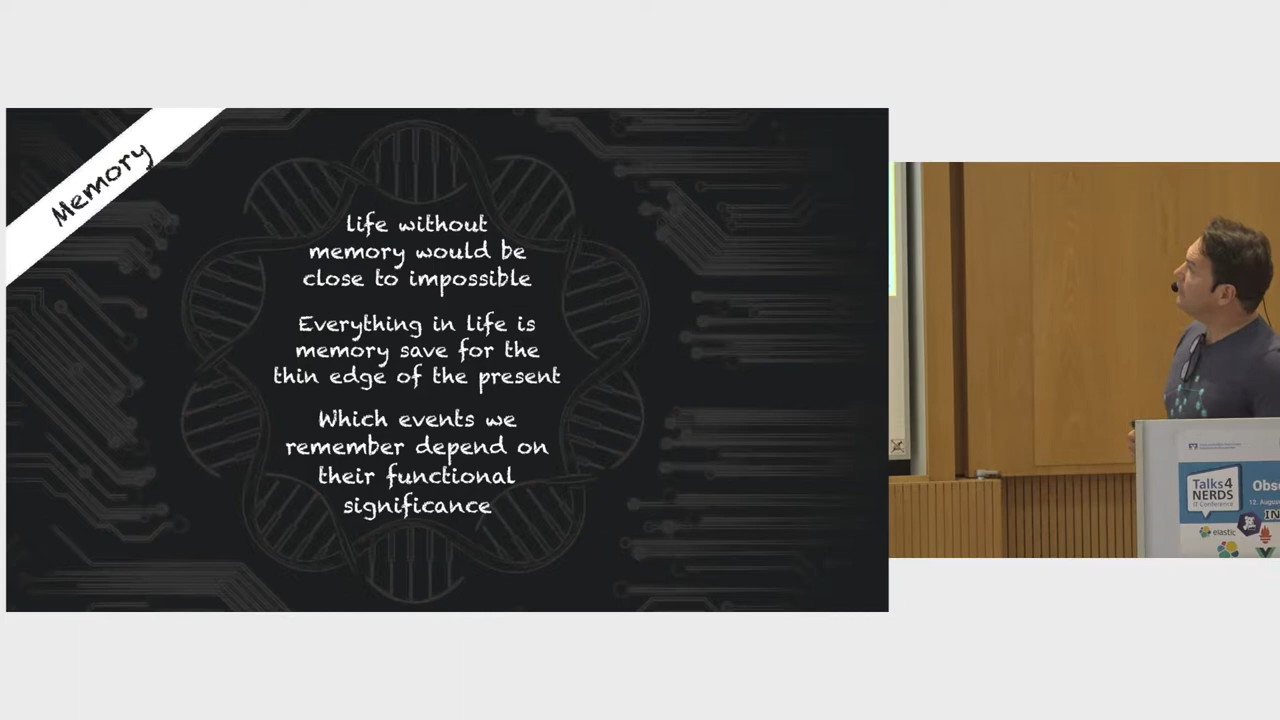 Memory
life without
memory would be
close to impossible
Everything in life is
memory save for the
thin edge of the present
Which events we
remember depend on
their functional
significance
Talks4
NERDS
IT Conference
Obse
elastic